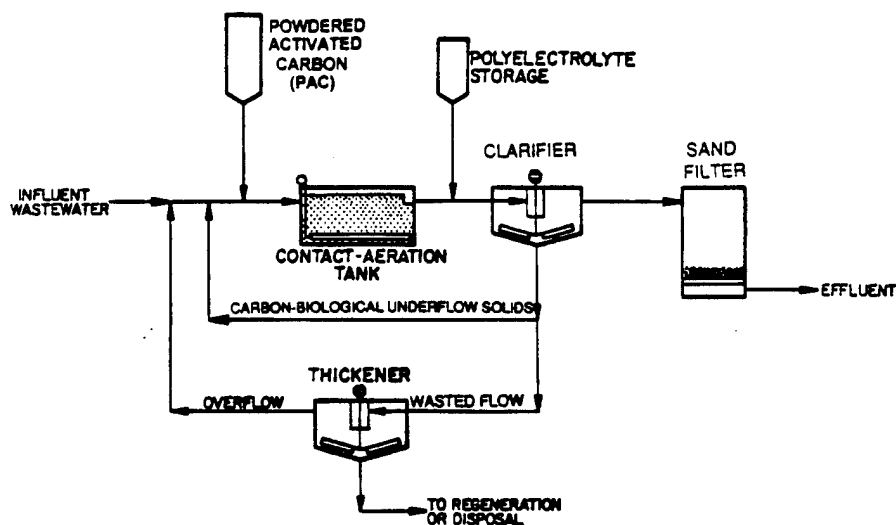 POWDERED
ACTIVATED
CARBON
(PAC)
POLYELECTROLYTE
STORAGE
CLARIFIER
SAND
FILTER
INFLUENT
WASTEWATER
CONTACT-AERATION
TANK
EFFLUENT
CARBON-BIOLOGICAL UNDERFLOW SOLIDS
THICKENER
OVERFLOW
WASTED FLOW
TO REGENERATION
OR DISPOSAL